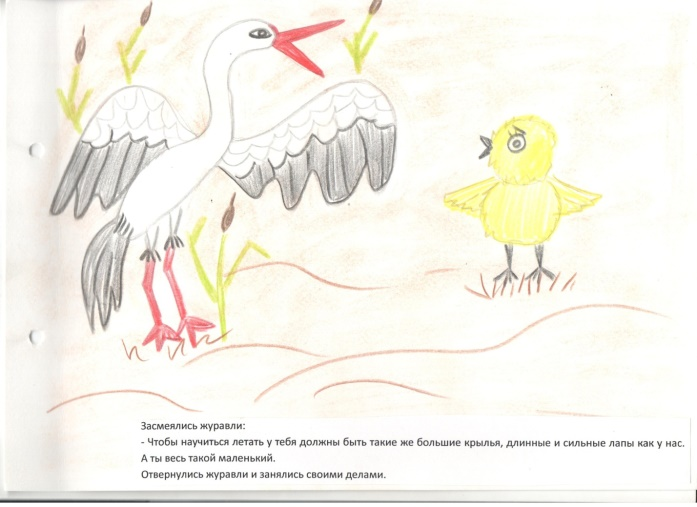 Засмеялись журавли:
- Чтобы научиться летать у тебя должны быть такие же большие крылья, длинные и сильные лапы как у нас.
А ты весь такой маленький.
Отвернулись журавли и занялись своими делами.